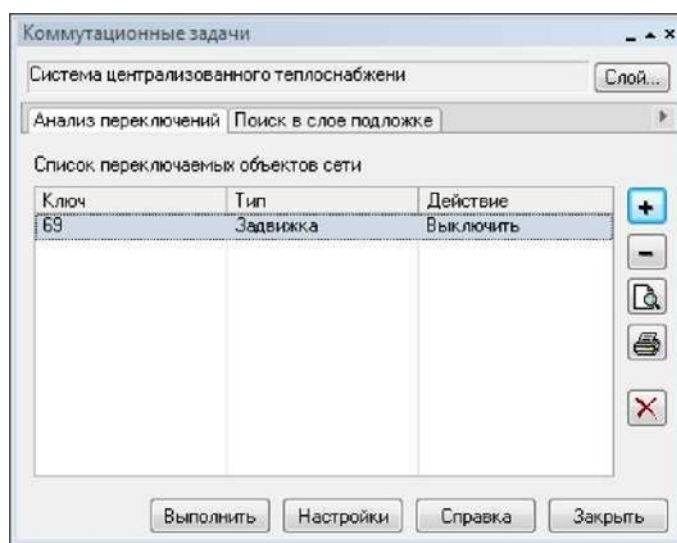 Коммутационные задачи
Система централизованного теплоснабжени
Слой...
Анализ переключений Поиск в слое подложке
Список переключаемых объектов сети
Ключ Тип Действие
69 Задвижка Выключить
Выполнить Настройки Справка Закрыть